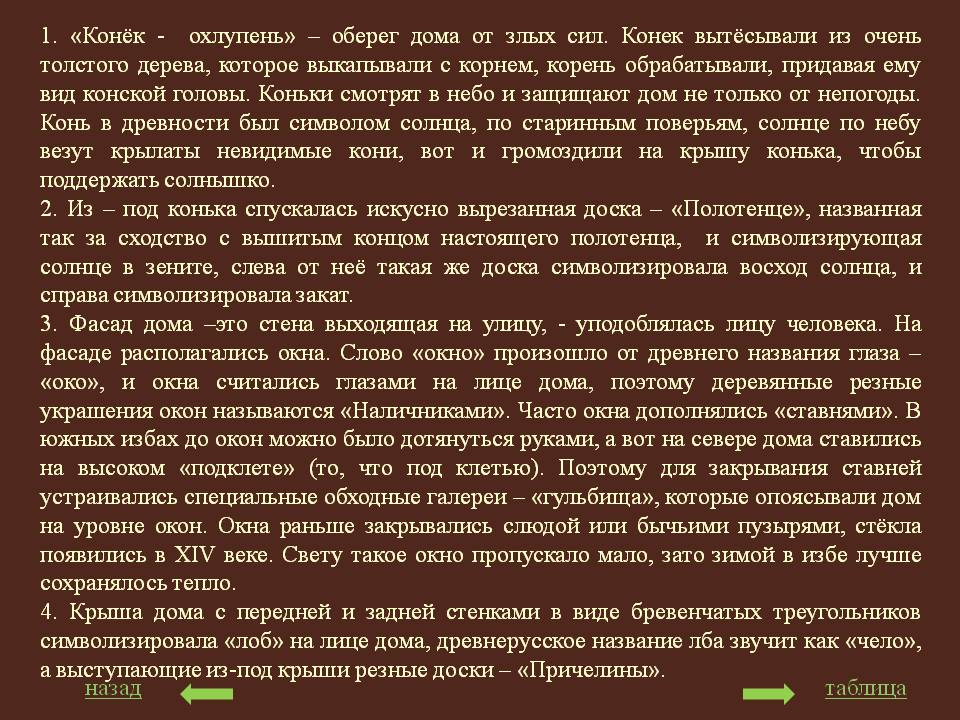 1. «Конёк - охлупень» – оберег дома от злых сил. Конек вытёсывали из очень
толстого дерева, которое выкапывали с корнем, корень обрабатывали, придавая ему
вид конской головы. Коньки смотрят в небо и защищают дом не только от непогоды.
Конь в древности был символом солнца, по старинным поверьям, солнце по небу
везут крылаты невидимые кони, вот и громоздили на крышу конька, чтобы
поддержать солнышко.
2. Из – под конька спускалась искусно вырезанная доска – «Полотенце», названная
так за сходство с вышитым концом настоящего полотенца, и символизирующая
солнце в зените, слева от неё такая же доска символизировала восход солнца, и
справа символизировала закат.
3. Фасад дома –это стена выходящая на улицу, - уподоблялась лицу человека. На
фасаде располагались окна. Слово «окно» произошло от древнего названия глаза –
«око», и окна считались глазами на лице дома, поэтому деревянные резные
украшения окон называются «Наличниками». Часто окна дополнялись «ставнями». В
южных избах до окон можно было дотянуться руками, а вот на севере дома ставились
на высоком «подклете» (то, что под клетью). Поэтому для закрывания ставней
устраивались специальные обходные галереи – «гульбища», которые опоясывали дом
на уровне окон. Окна раньше закрывались слюдой или бычьими пузырями, стёкла
появились в XIV веке. Свету такое окно пропускало мало, зато зимой в избе лучше
сохранялось тепло.
4. Крыша дома с передней и задней стенками в виде бревенчатых треугольников
символизировала «лоб» на лице дома, древнерусское название лба звучит как «чело»,
а выступающие из-под крыши резные доски – «Причелины».
назад таблица